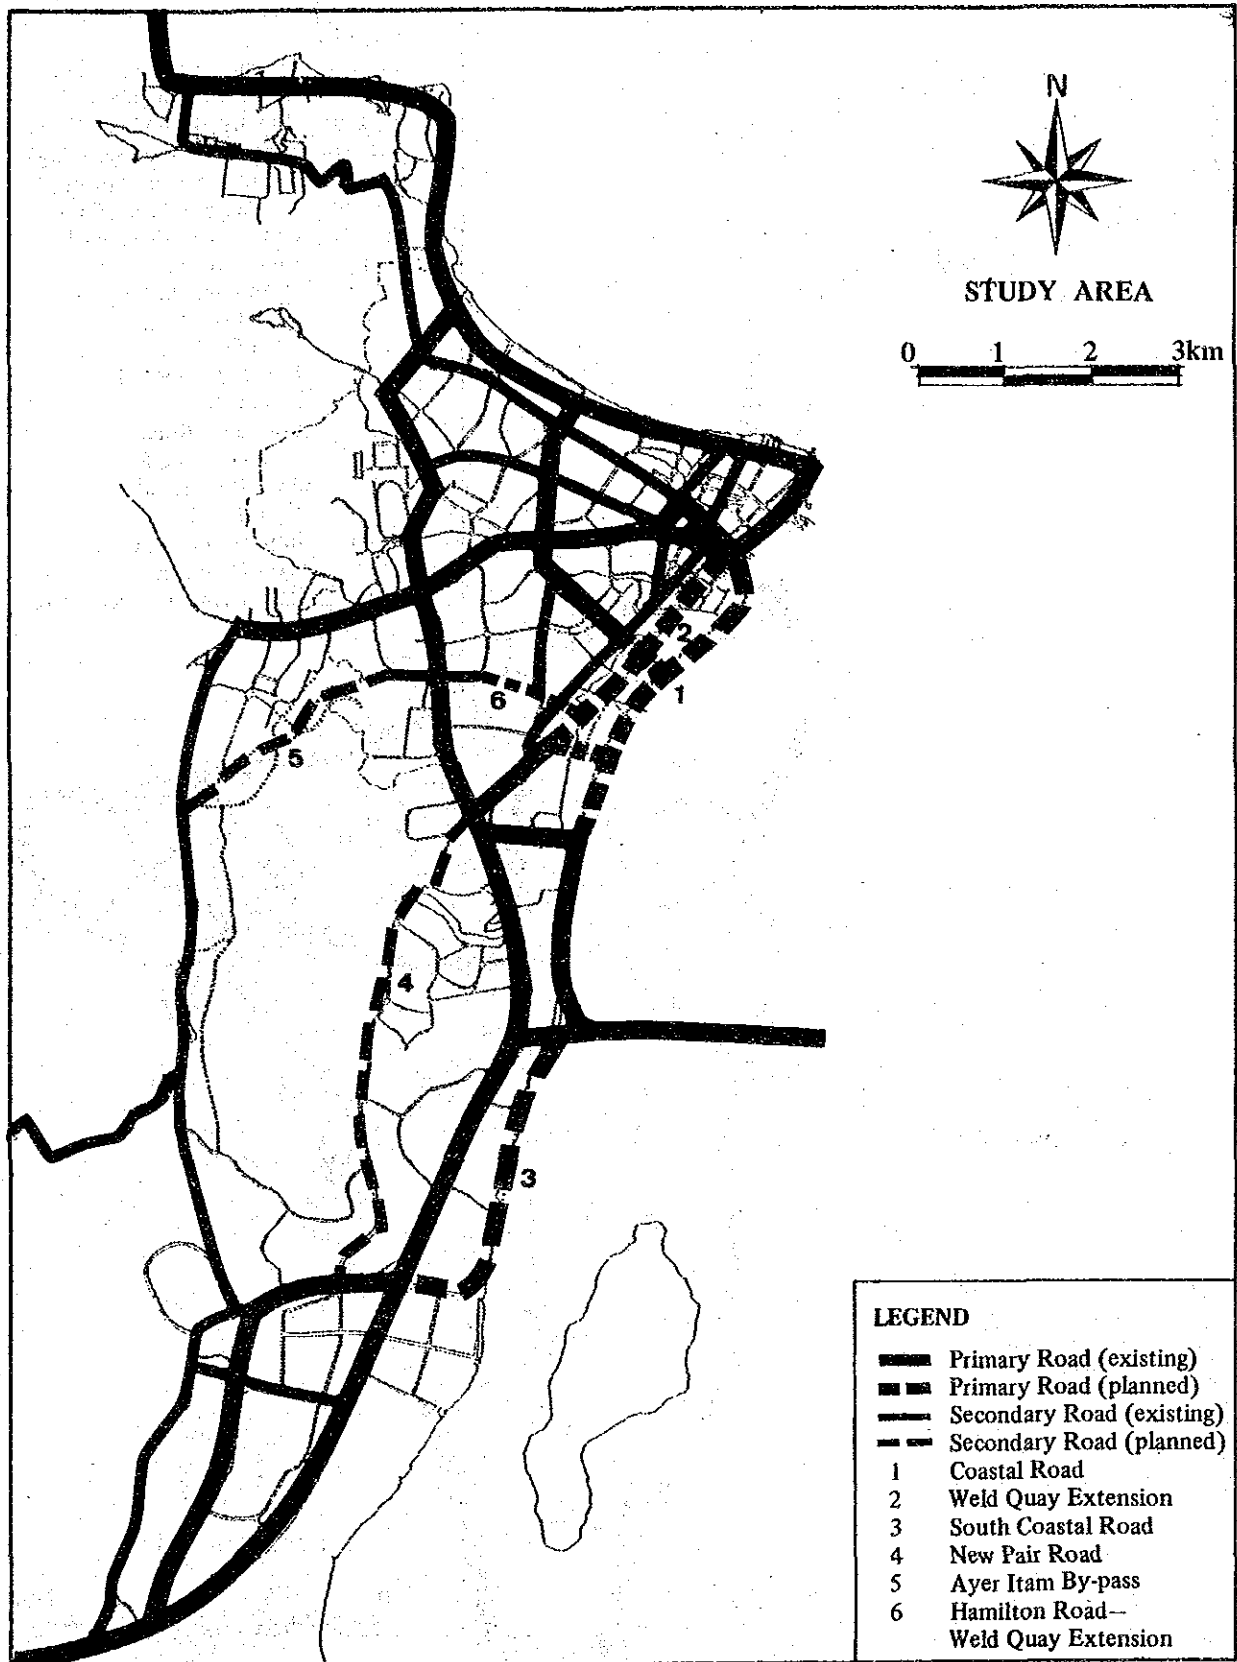 N
STUDY AREA
0 1 2 3km
2
1
6
5
4
3
LEGEND
Primary Road (existing)
Primary Road (planned)
Secondary Road (existing)
Secondary Road (planned)
1 Coastal Road
2 Weld Quay Extension
3 South Coastal Road
4 New Pair Road
5 Ayer Itam By-pass
6 Hamilton Road–
Weld Quay Extension